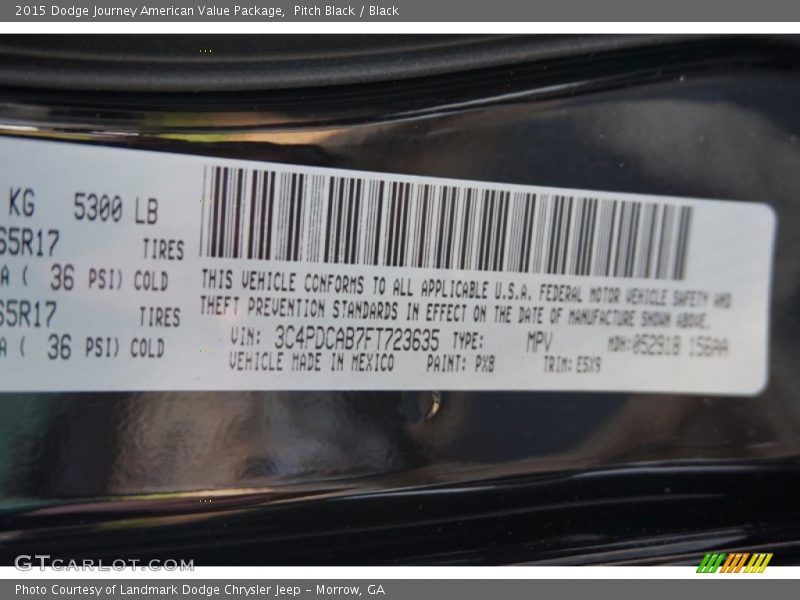 2015 Dodge Journey American Value Package, Pitch Black / Black
KG 5300 LB
65R17 TIRES
A ( 36 PSI) COLD
65R17 TIRES
A ( 36 PSI) COLD
THIS VEHICLE CONFORMS TO ALL APPLICABLE U.S.A. FEDERAL MOTOR VEHICLE SAFETY AND
THEFT PREVENTION STANDARDS IN EFFECT ON THE DATE OF MANUFACTURE SHOWN ABOVE.
VIN: 3C4PDCAB7FT723635 TYPE: MPV MDH:052918 156AA
VEHICLE MADE IN MEXICO PAINT: PX8 TRIM: E5X9
GTCARLOT.COM
Photo Courtesy of Landmark Dodge Chrysler Jeep - Morrow, GA